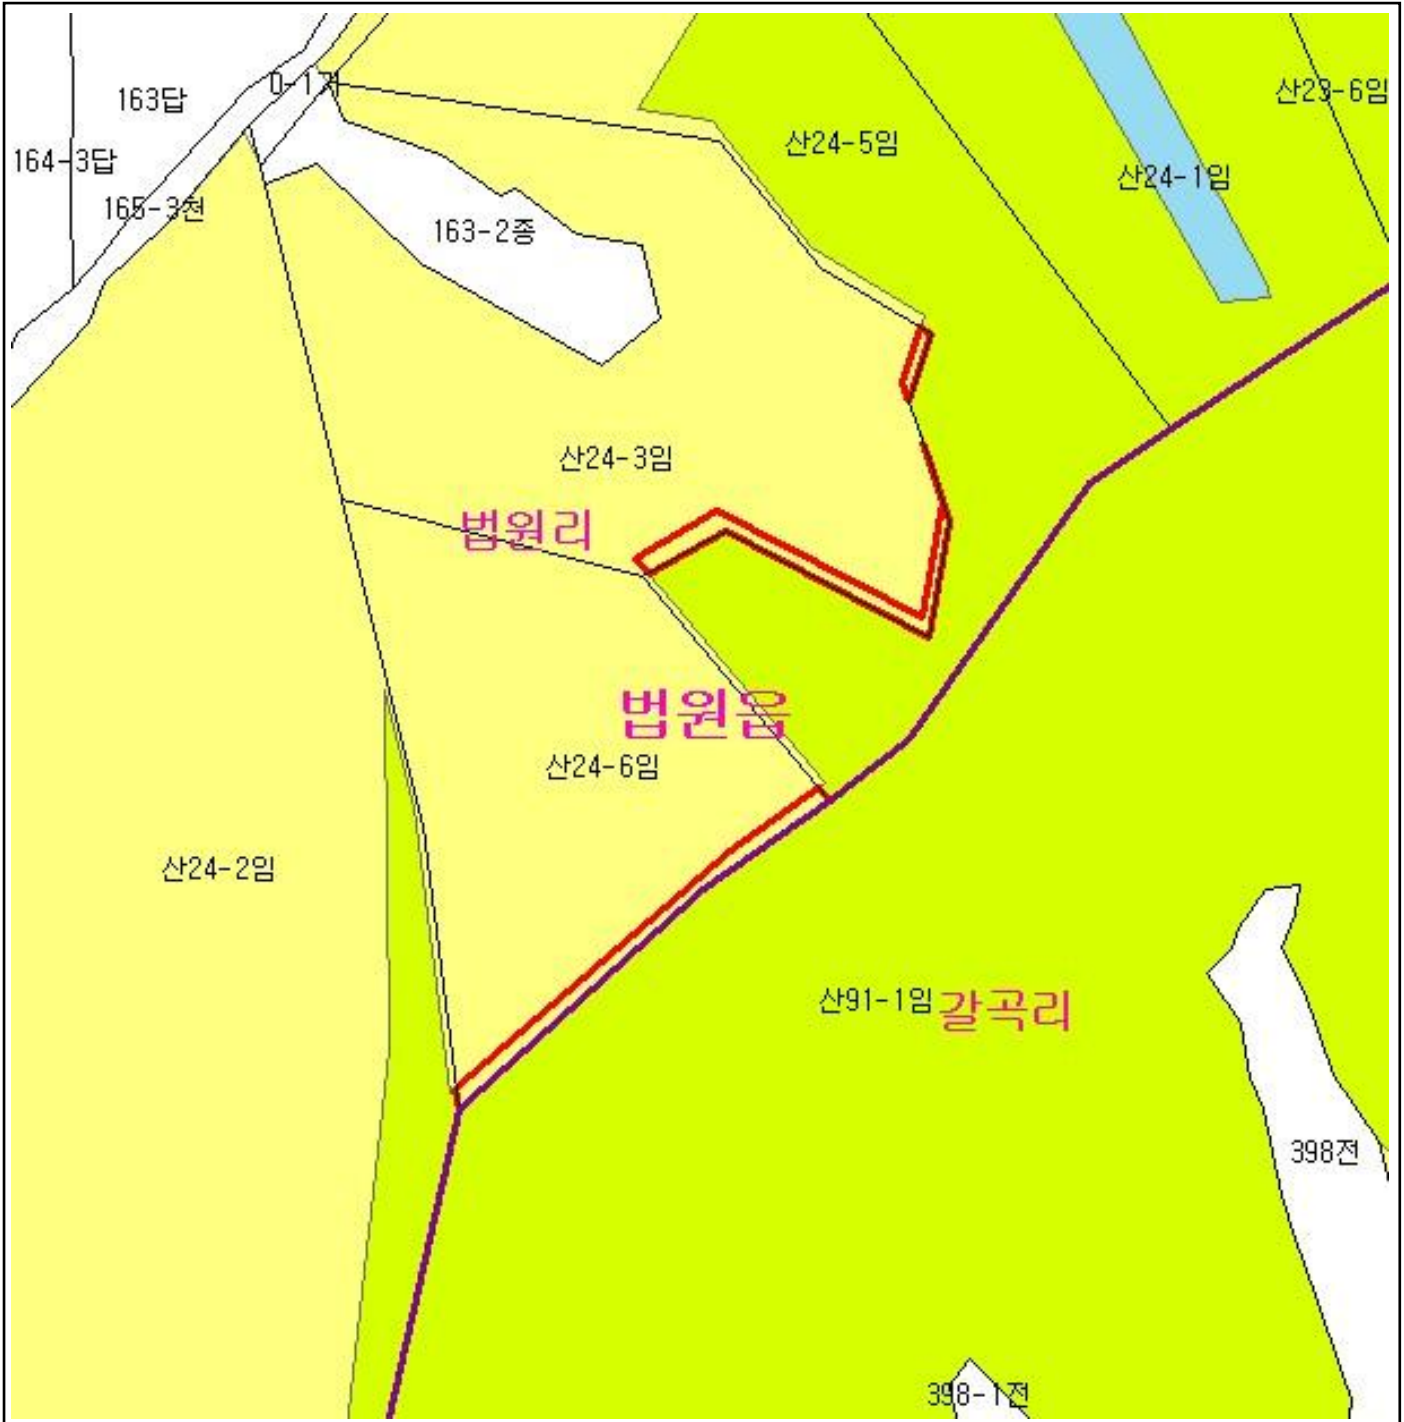 산23-6임
163답
산24-5임
164-3답
산24-1임
165-3천
163-2종
산24-3임
법원리
법원읍
산24-6임
산24-2임
산91-1임
갈곡리
398전
398-1전